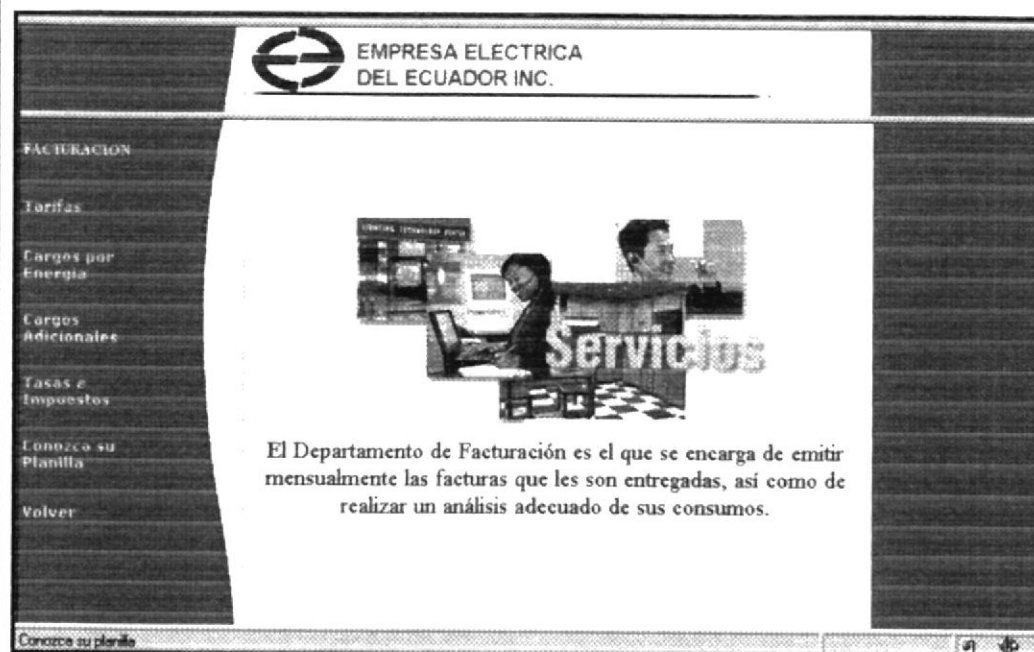 EMPRESA ELECTRICA
DEL ECUADOR INC.
FACTURACION
Tarifas
Cargos por
Energía
Cargos
Adicionales
Tasas e
Impuestos
Conozca su
Planilla
Volver
Servicios
El Departamento de Facturación es el que se encarga de emitir
mensualmente las facturas que les son entregadas, así como de
realizar un análisis adecuado de sus consumos.
Conozca su planilla